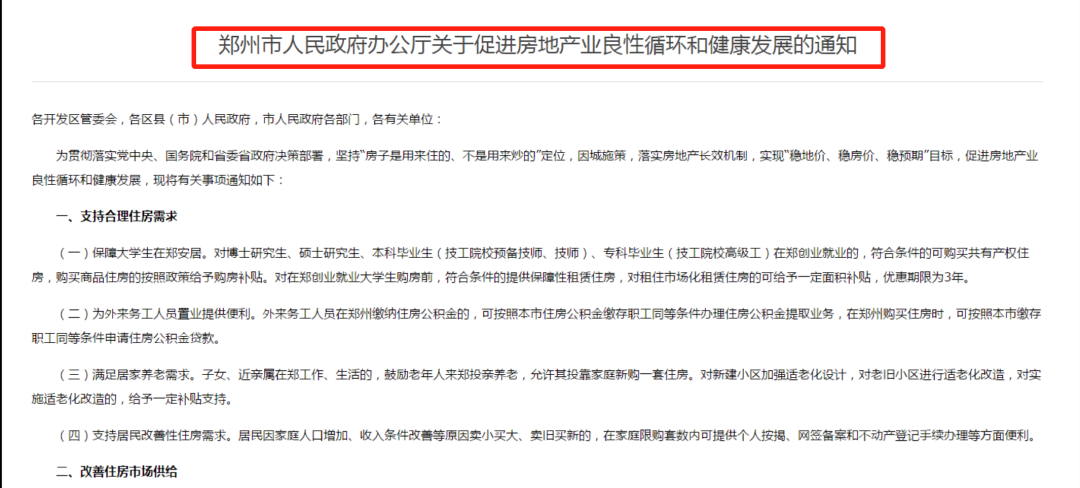 郑州市人民政府办公厅关于促进房地产业良性循环和健康发展的通知
各开发区管委会，各区县（市）人民政府，市人民政府各部门，各有关单位：
为贯彻落实党中央、国务院和省委省政府决策部署，坚持“房子是用来住的、不是用来炒的”定位，因城施策，落实房地产长效机制，实现“稳地价、稳房价、稳预期”目标，促进房地产业
良性循环和健康发展，现将有关事项通知如下：
一、支持合理住房需求
（一）保障大学生在郑安居。对博士研究生、硕士研究生、本科毕业生（技工院校预备技师、技师）、专科毕业生（技工院校高级工）在郑创业就业的，符合条件的可购买共有产权住
房，购买商品住房的按照政策给予购房补贴。对在郑创业就业大学生购房前，符合条件的提供保障性租赁住房，对租住市场化租赁住房的可给予一定面积补贴，优惠期限为3年。
（二）为外来务工人员置业提供便利。外来务工人员在郑州缴纳住房公积金的，可按照本市住房公积金缴存职工同等条件办理住房公积金提取业务，在郑州购买住房时，可按照本市缴存
职工同等条件申请住房公积金贷款。
（三）满足居家养老需求。子女、近亲属在郑工作、生活的，鼓励老年人来郑投亲养老，允许其投靠家庭新购一套住房。对新建小区加强适老化设计，对老旧小区进行适老化改造，对实
施适老化改造的，给予一定补贴支持。
（四）支持居民改善性住房需求。居民因家庭人口增加、收入条件改善等原因卖小买大、卖旧买新的，在家庭限购套数内可提供个人按揭、网签备案和不动产登记手续办理等方面便利。
二、改善住房市场供给